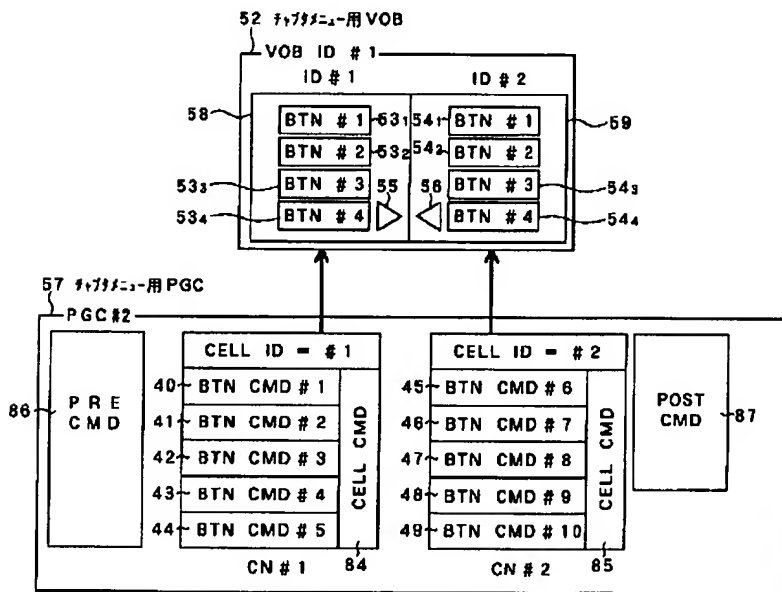 52 チャプタメニュー用VOB
VOB ID #1
ID#1 ID#2
58 59
BTN #1 53₁ 54₁ BTN #1
BTN #2 53₂ 54₂ BTN #2
53₃ BTN #3 55 56 BTN #3 54₃
53₄ BTN #4 BTN #4 54₄
57 チャプタメニュー用PGC
PGC#2
86 PRE CMD
CELL ID = #1
40 BTN CMD #1
41 BTN CMD #2
42 BTN CMD #3
43 BTN CMD #4
44 BTN CMD #5
CELL CMD
CN #1 84
CELL ID = #2
45 BTN CMD #6
46 BTN CMD #7
47 BTN CMD #8
48 BTN CMD #9
49 BTN CMD #10
CELL CMD
CN #2 85
POST CMD 87